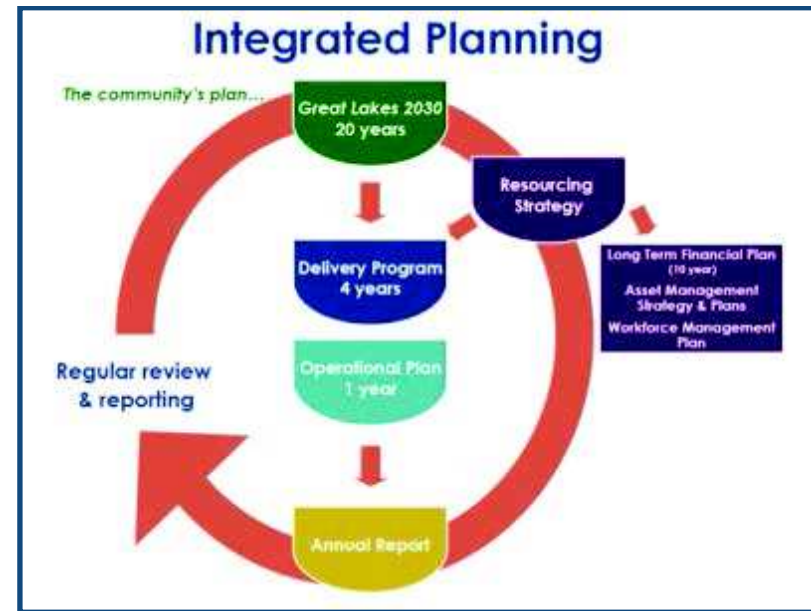 Integrated Planning
The community's plan...
Great Lakes 2030
20 years
Resourcing
Strategy
Delivery Program
4 years
Long Term Financial Plan
(10 year)
Asset Management
Strategy & Plans
Workforce Management
Plan
Operational Plan
1 year
Regular review
& reporting
Annual Report